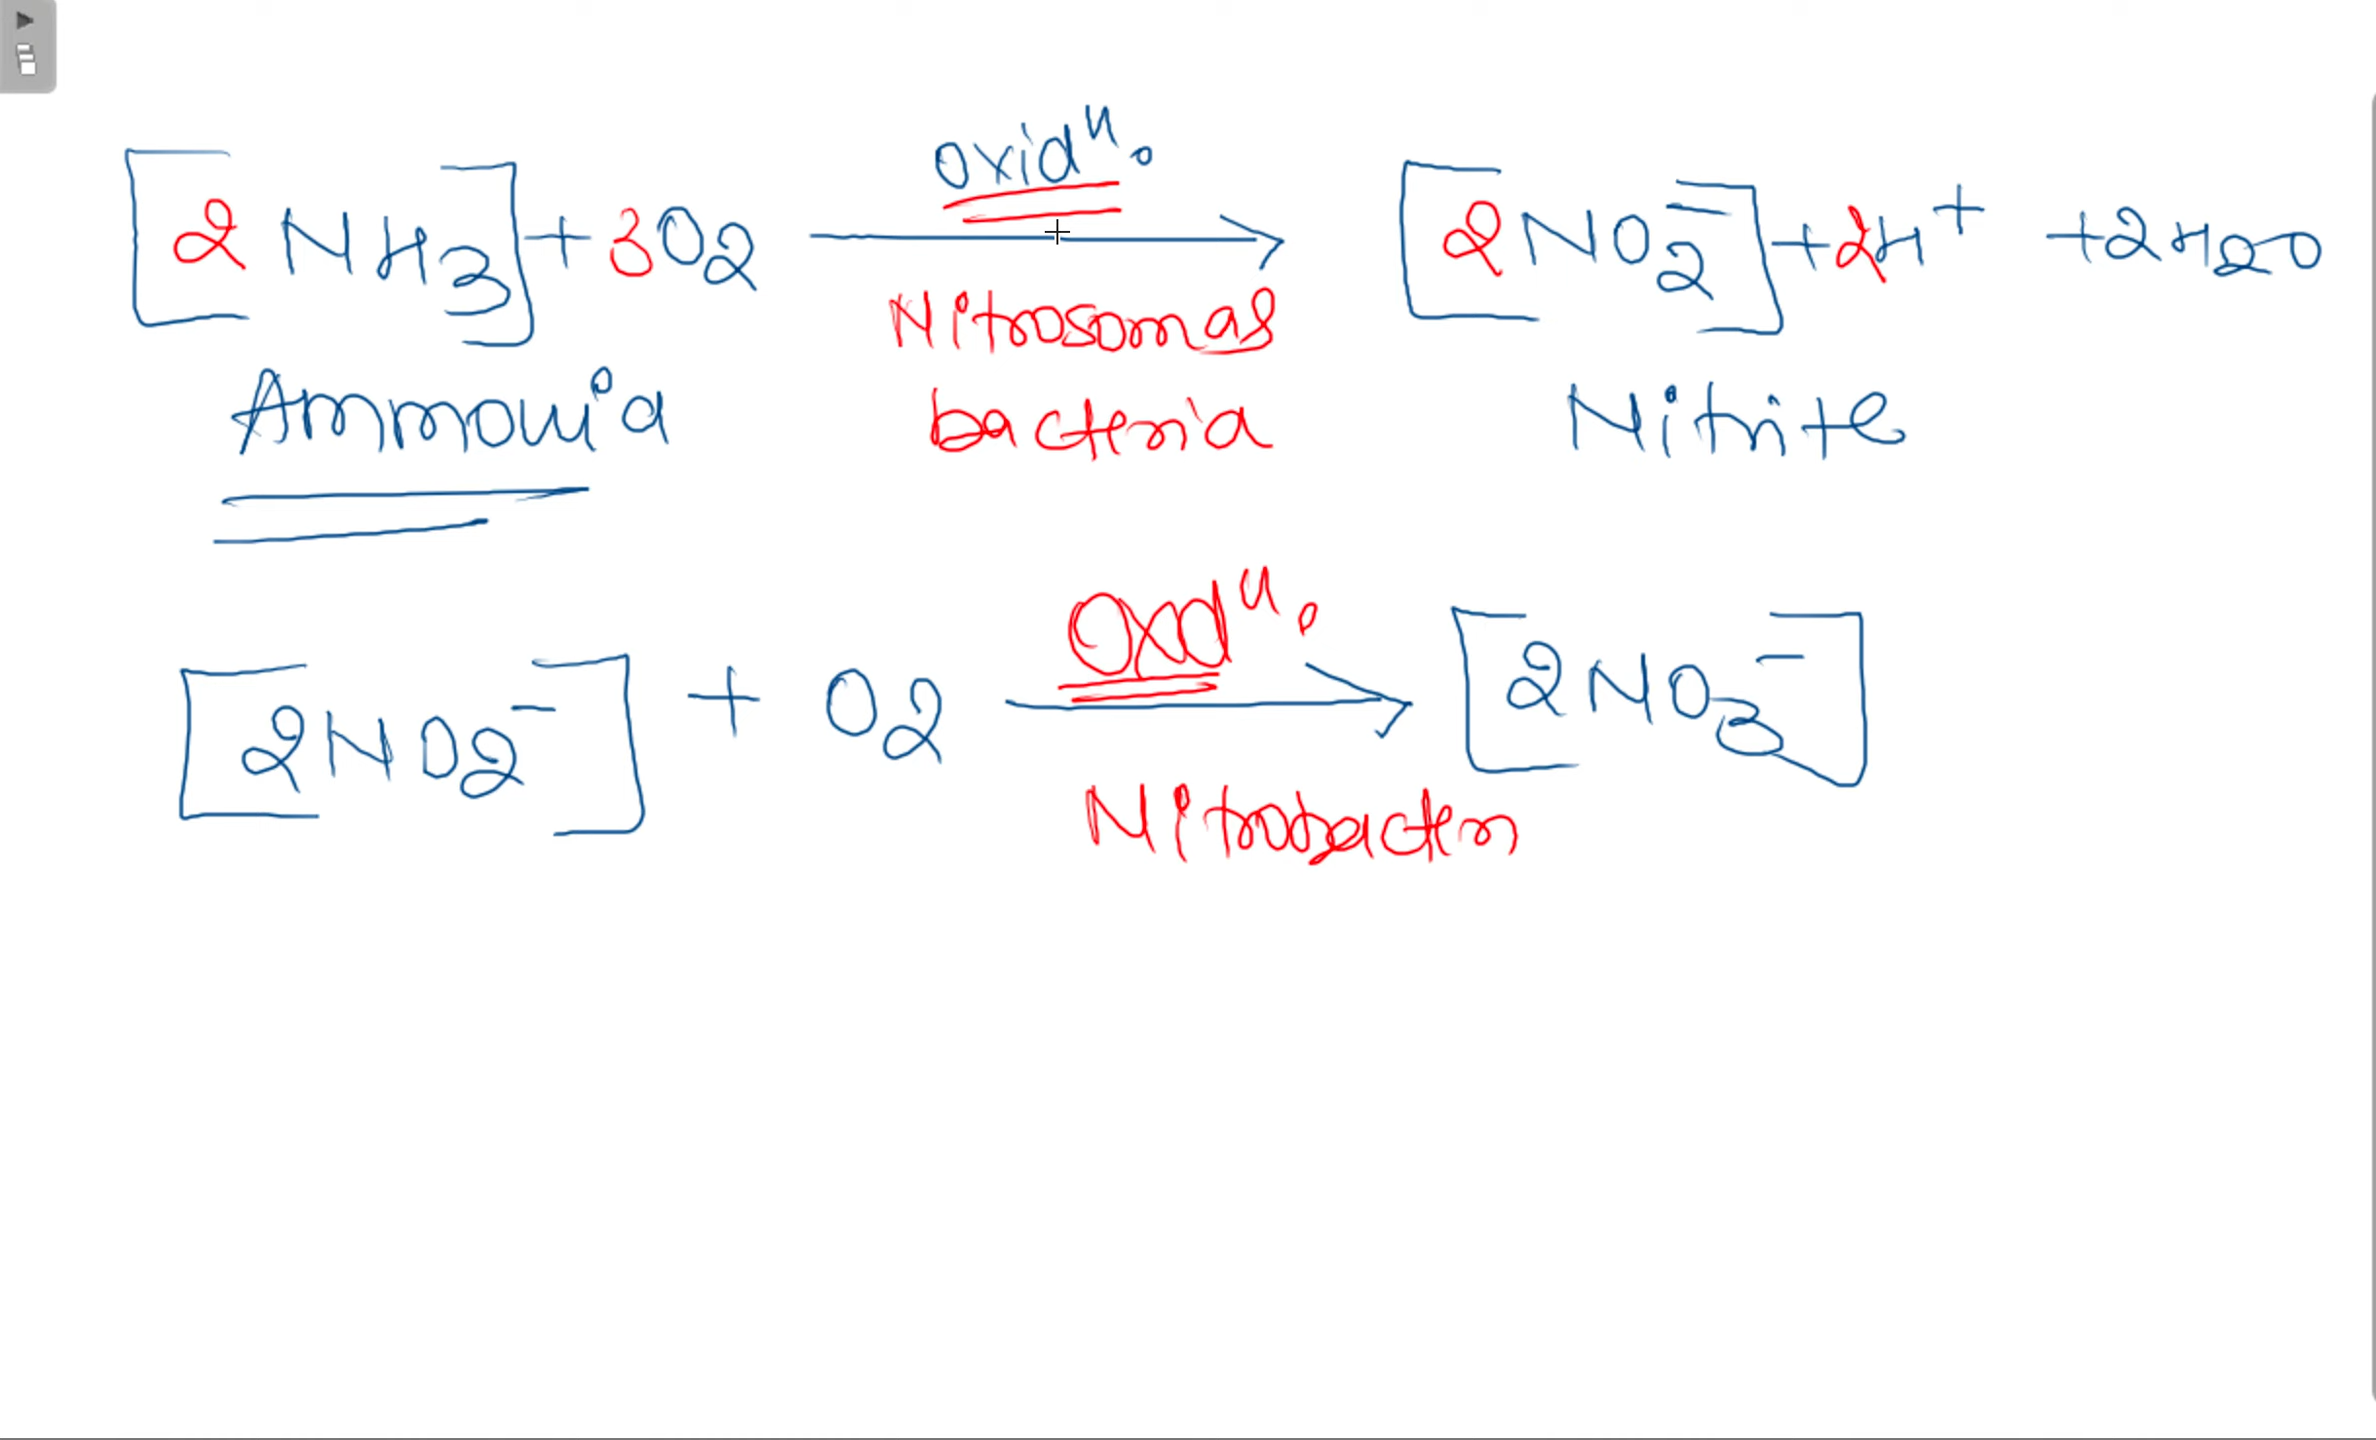 oxidⁿ.
[2NH₃] + 3O₂ ⟶ [2NO₂⁻] + 2H⁺ + 2H₂O
Nitrosomas
Ammonia bacteria Nitrite
Oxdⁿ.
[2NO₂⁻] + O₂ ⟶ [2NO₃⁻]
Nitrobacter